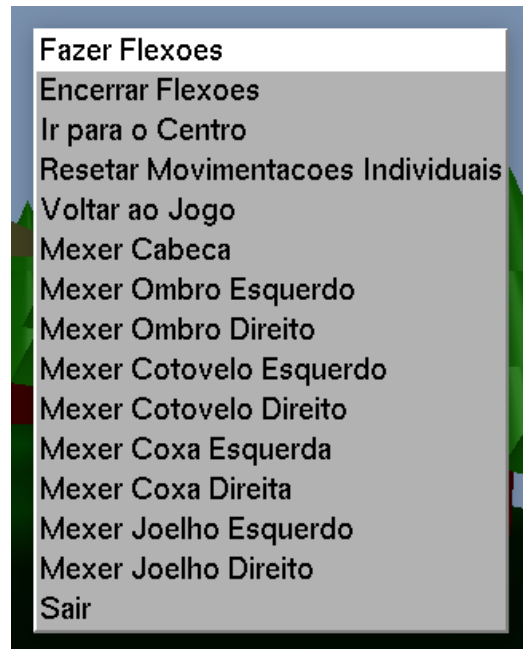 Fazer Flexoes
Encerrar Flexoes
Ir para o Centro
Resetar Movimentacoes Individuais
Voltar ao Jogo
Mexer Cabeca
Mexer Ombro Esquerdo
Mexer Ombro Direito
Mexer Cotovelo Esquerdo
Mexer Cotovelo Direito
Mexer Coxa Esquerda
Mexer Coxa Direita
Mexer Joelho Esquerdo
Mexer Joelho Direito
Sair